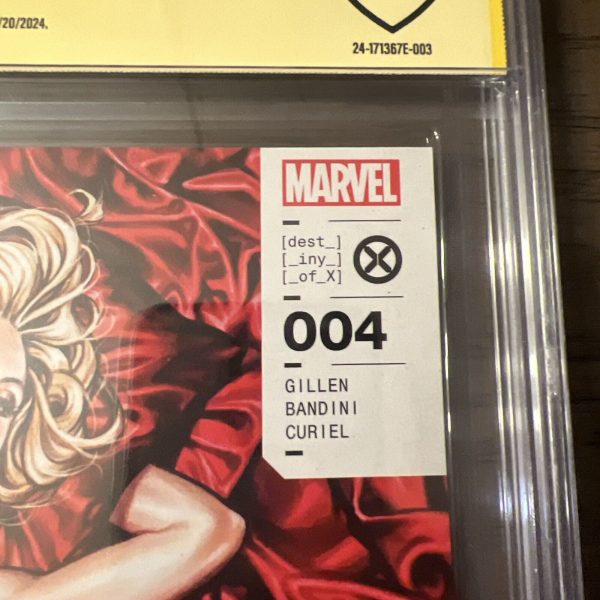 /20/2024.
24-171367E-003
MARVEL
[dest_]
[_iny_]
[_of_X]
004
GILLEN
BANDINI
CURIEL